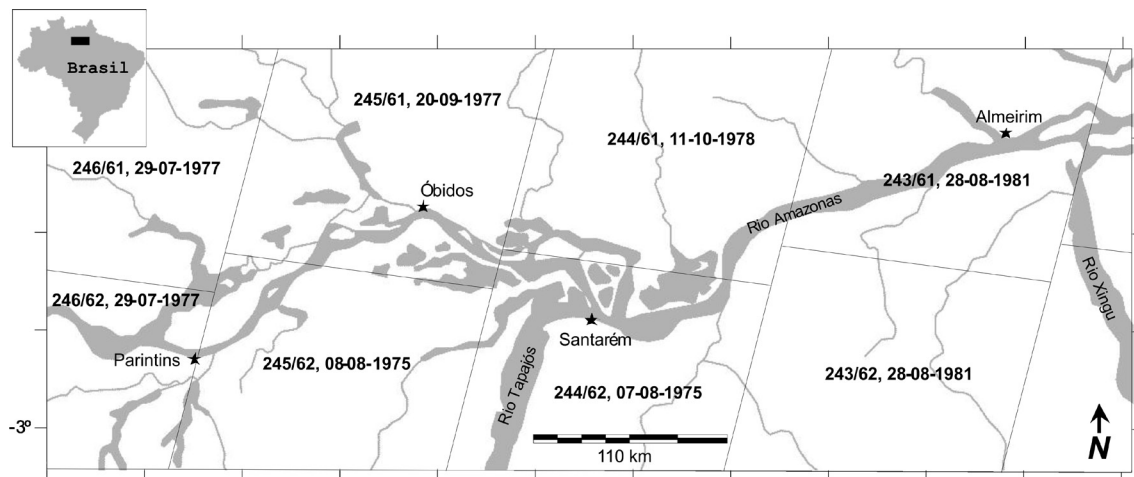 Brasil
245/61, 20-09-1977
Almeirim
244/61, 11-10-1978
246/61, 29-07-1977
243/61, 28-08-1981
Óbidos
Rio Amazonas
Rio Xingu
246/62, 29-07-1977
Santarém
Parintins
245/62, 08-08-1975
Rio Tapajós
243/62, 28-08-1981
244/62, 07-08-1975
-3º
110 km
N